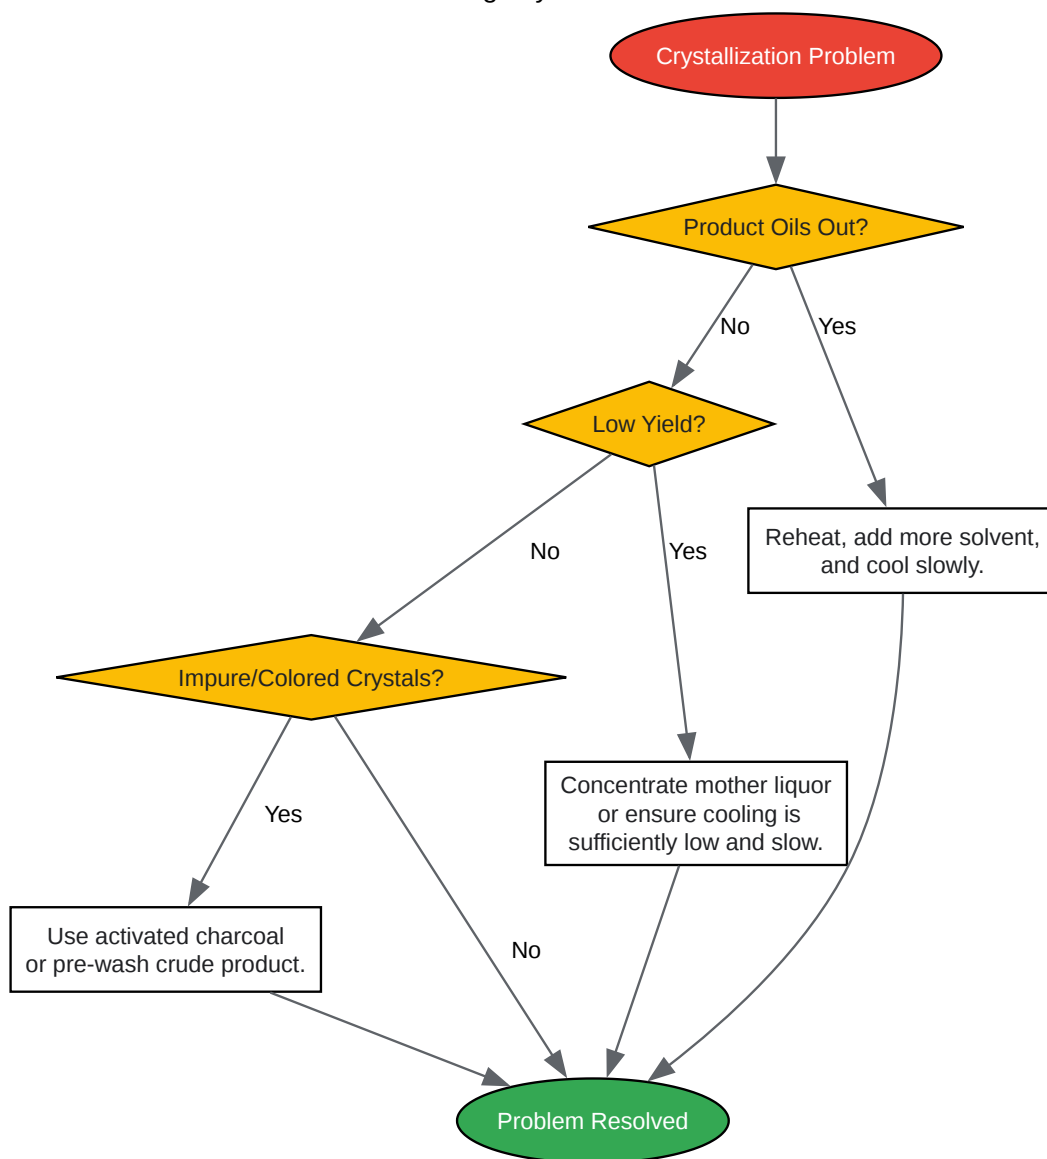 Crystallization Problem
Product Oils Out?
No
Yes
Low Yield?
No
Yes
Reheat, add more solvent,
and cool slowly.
Impure/Colored Crystals?
Yes
Concentrate mother liquor
or ensure cooling is
sufficiently low and slow.
Use activated charcoal
or pre-wash crude product.
No
Problem Resolved